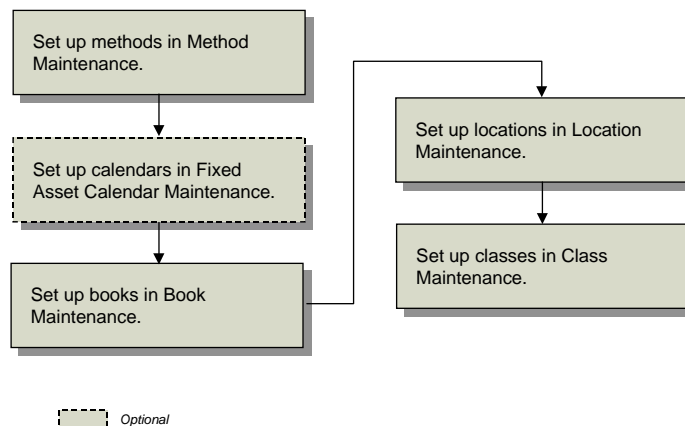 Set up methods in Method
Maintenance.
Set up calendars in Fixed
Asset Calendar Maintenance.
Set up books in Book
Maintenance.
Set up locations in Location
Maintenance.
Set up classes in Class
Maintenance.
Optional